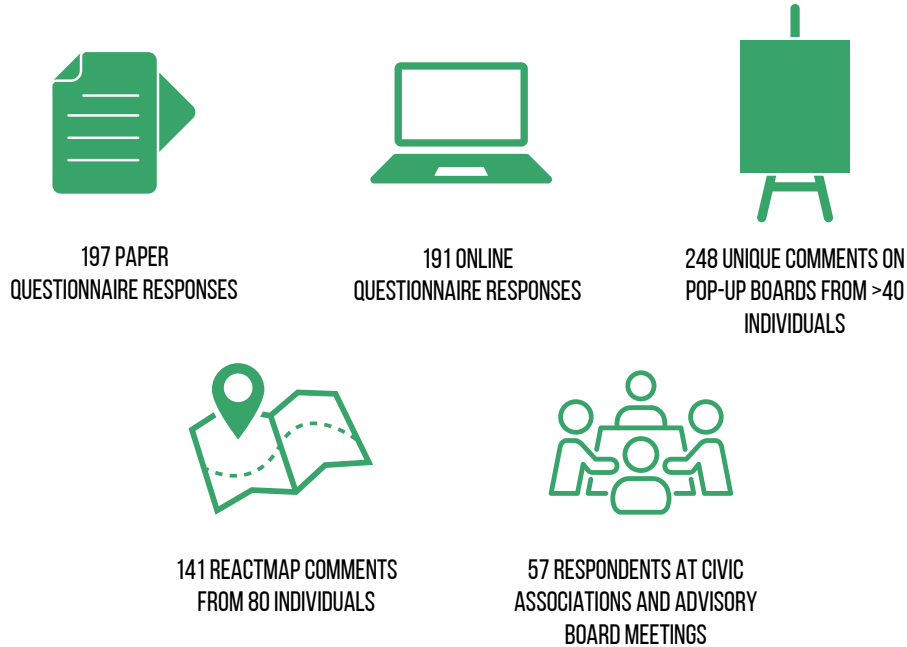 197 PAPER
QUESTIONNAIRE RESPONSES
191 ONLINE
QUESTIONNAIRE RESPONSES
248 UNIQUE COMMENTS ON
POP-UP BOARDS FROM >40
INDIVIDUALS
141 REACTMAP COMMENTS
FROM 80 INDIVIDUALS
57 RESPONDENTS AT CIVIC
ASSOCIATIONS AND ADVISORY
BOARD MEETINGS